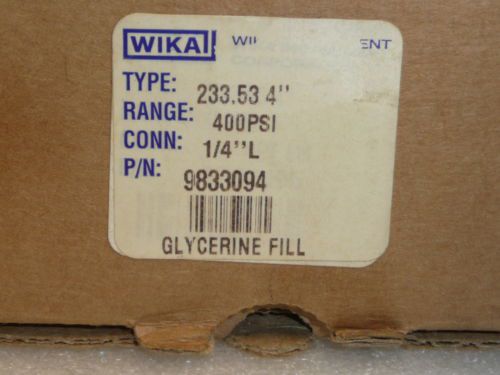 WIKA
TYPE: 233.53 4"
RANGE: 400PSI
CONN: 1/4"L
P/N: 9833094
GLYCERINE FILL